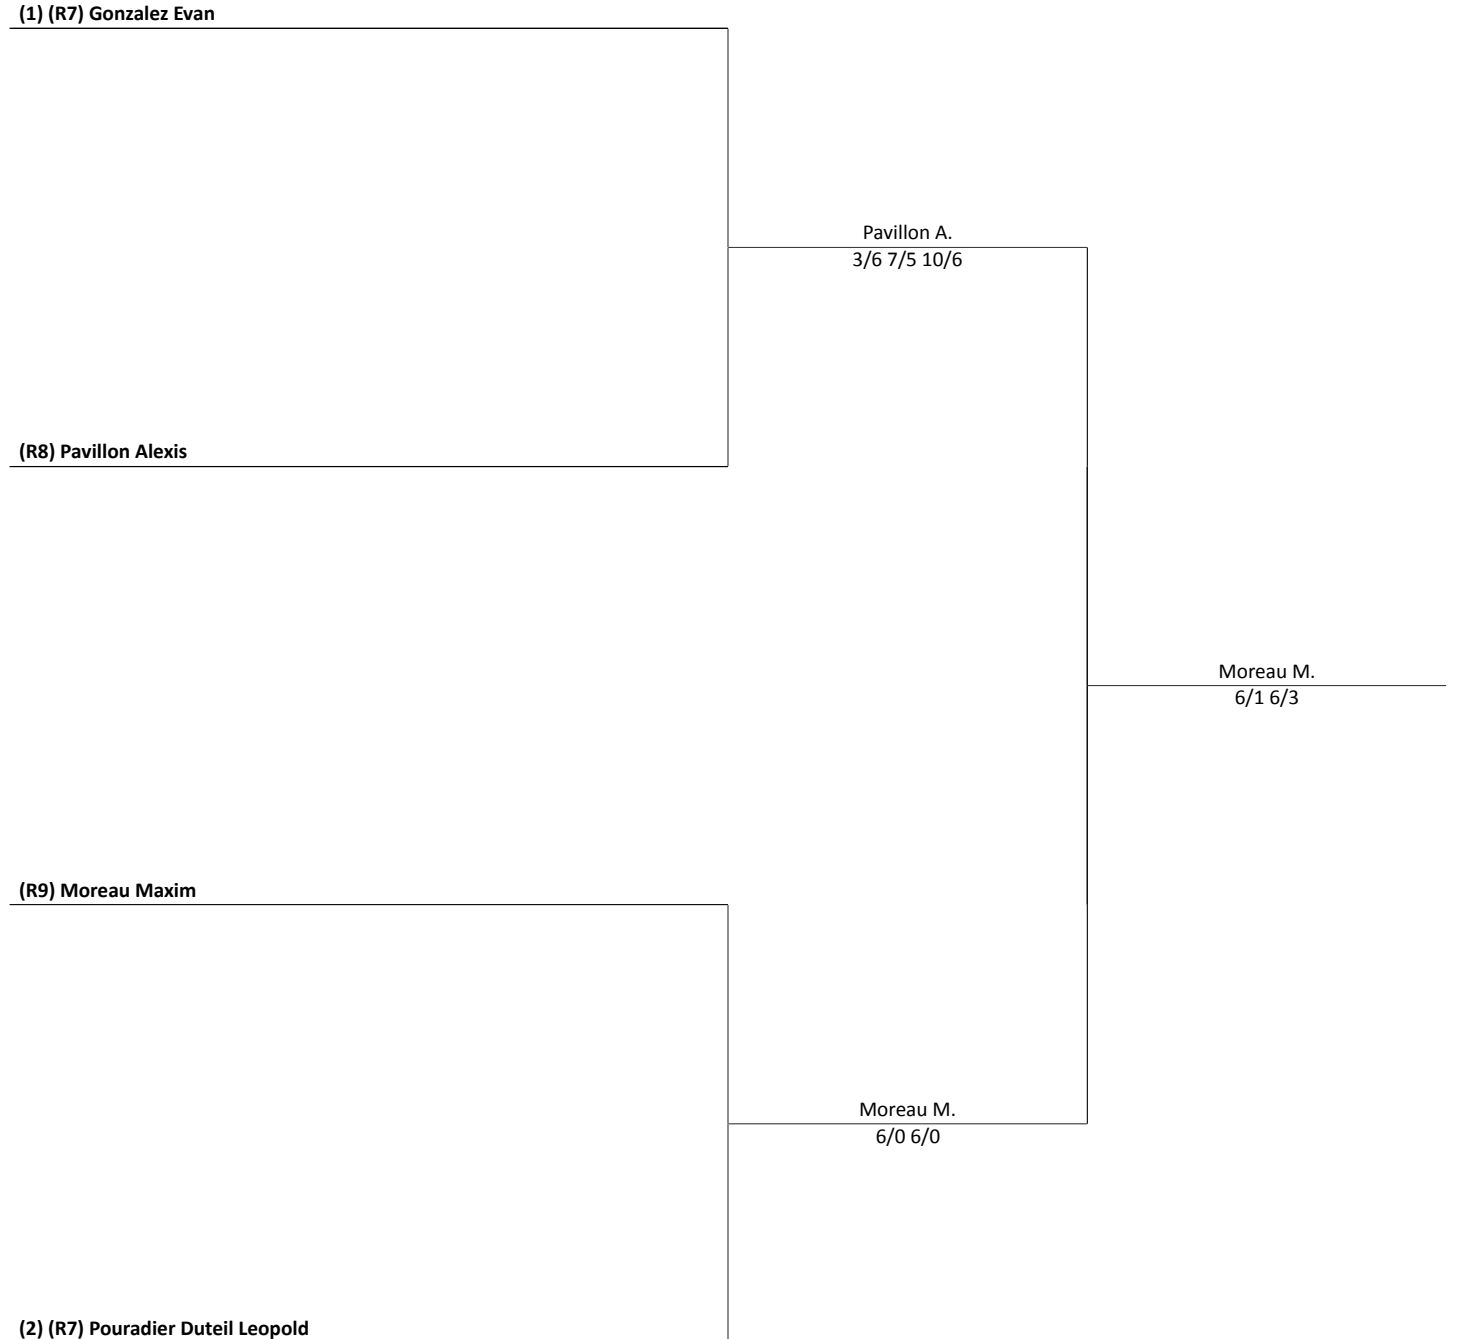 (1) (R7) Gonzalez Evan
Pavillon A.
3/6 7/5 10/6
(R8) Pavillon Alexis
Moreau M.
6/1 6/3
(R9) Moreau Maxim
Moreau M.
6/0 6/0
(2) (R7) Pouradier Duteil Leopold